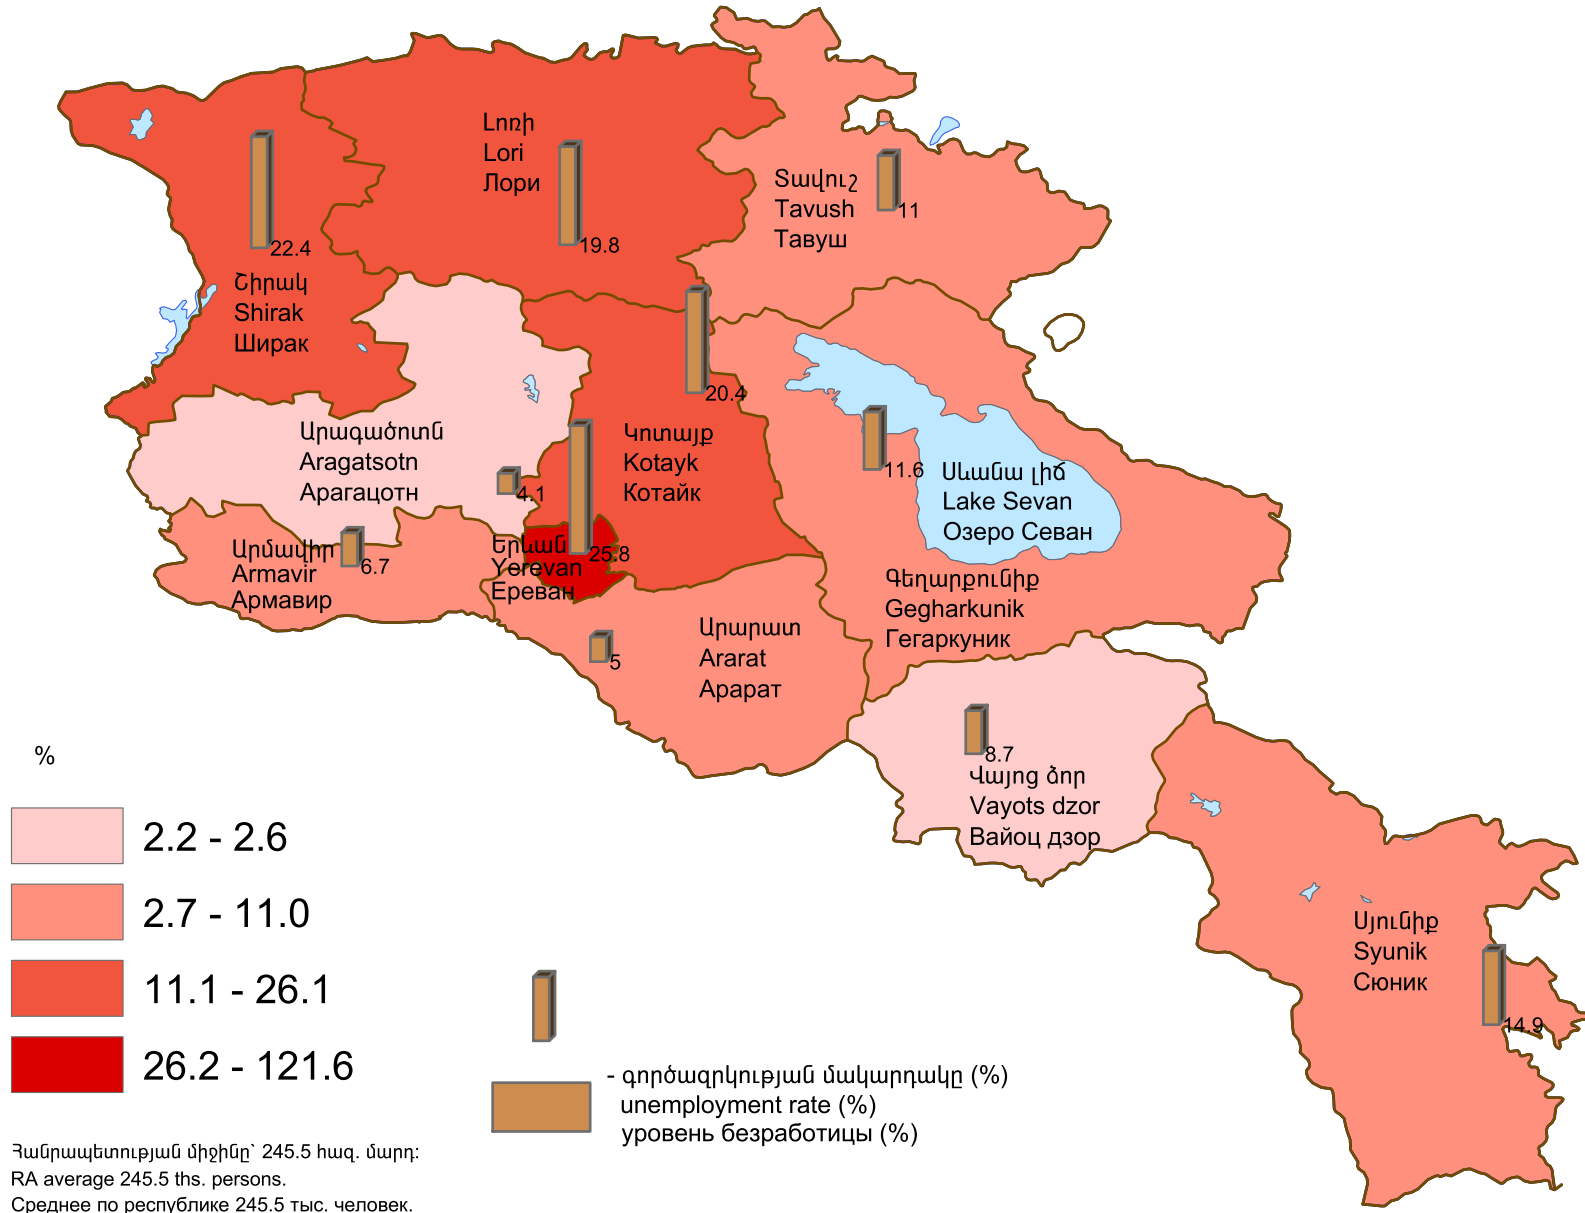 Լոռի
Lori
Лори
19.8
Տավուշ
Tavush
Тавуш
11
22.4
Շիրակ
Shirak
Ширак
20.4
Արագածոտն
Aragatsotn
Арагацотн
4.1
Կոտայք
Kotayk
Котайк
11.6
Սևանա լիճ
Lake Sevan
Озеро Севан
Արմավիր
Armavir
Армавир
6.7
Երևան
Yerevan
Ереван
25.8
Գեղարքունիք
Gegharkunik
Гегаркуник
Արարատ
Ararat
Арарат
5
8.7
Վայոց ձոր
Vayots dzor
Вайоц дзор
Սյունիք
Syunik
Сюник
14.9
%
2.2 - 2.6
2.7 - 11.0
11.1 - 26.1
26.2 - 121.6
- գործազրկության մակարդակը (%)
unemployment rate (%)
уровень безработицы (%)
Հանրապետության միջինը` 245.5 հազ. մարդ:
RA average 245.5 ths. persons.
Среднее по республике 245.5 тыс. человек.